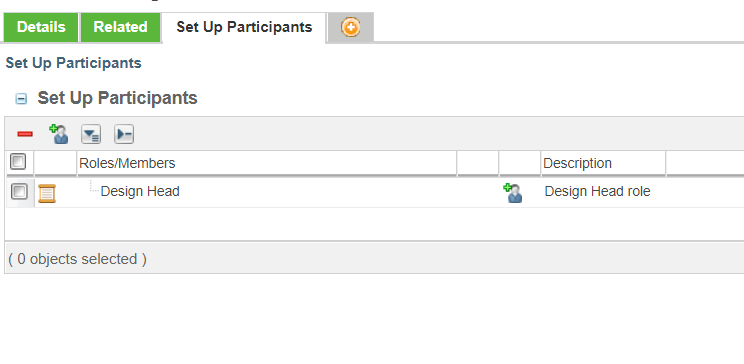 Details Related Set Up Participants
Set Up Participants
Set Up Participants
Roles/Members Description
Design Head Design Head role
( 0 objects selected )